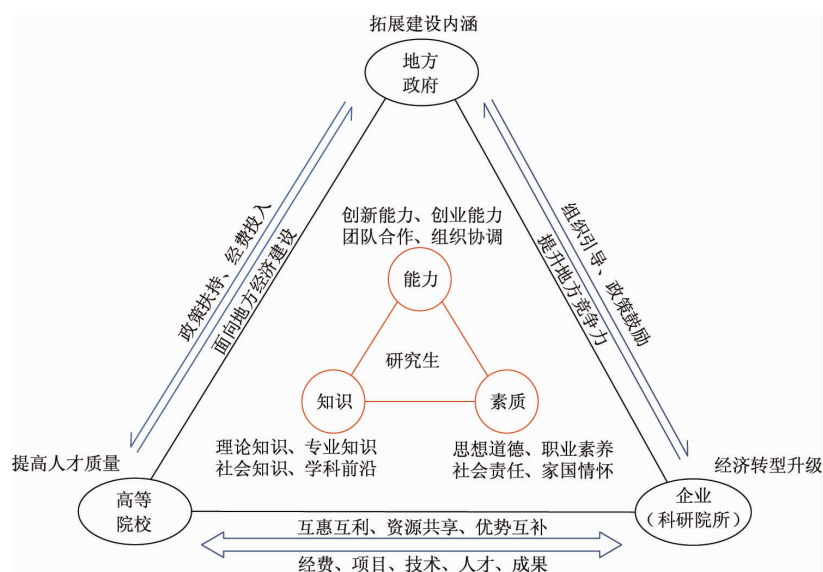 拓展建设内涵
地方
政府
政策扶持、经费投入
面向地方经济建设
组织引导、政策鼓励
提升地方竞争力
创新能力、创业能力
团队合作、组织协调
能力
研究生
知识
素质
理论知识、专业知识
社会知识、学科前沿
思想道德、职业素养
社会责任、家国情怀
提高人才质量
经济转型升级
高等
院校
企业
(科研院所)
互惠互利、资源共享、优势互补
经费、项目、技术、人才、成果